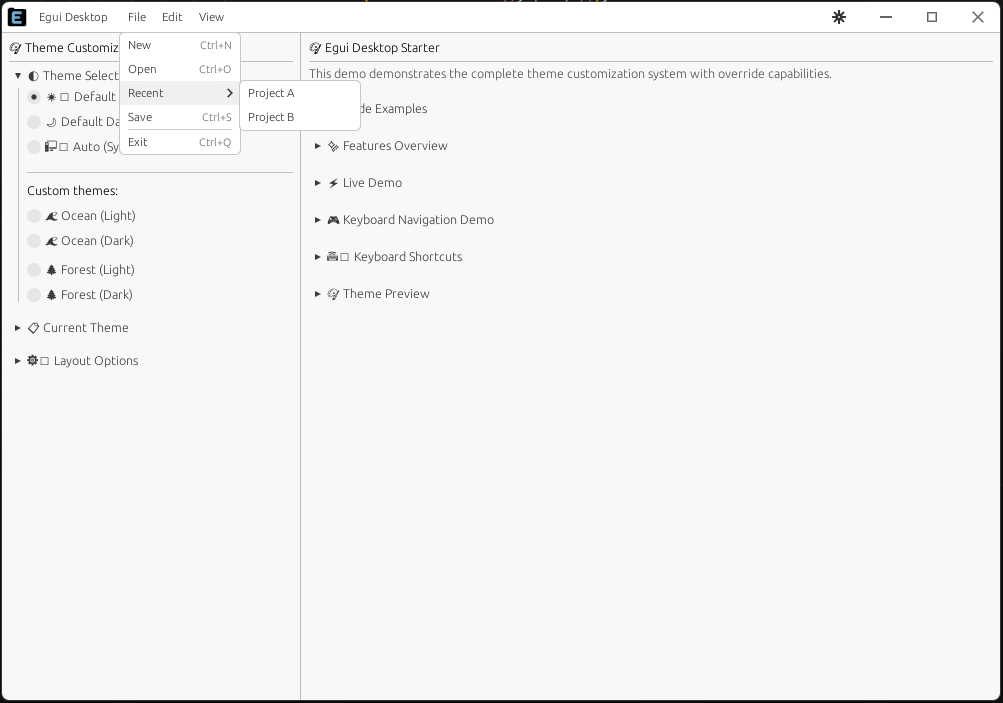 E Egui Desktop File Edit View
Theme Customiz
Theme Select
Default
Default Da
Auto (Sy
Custom themes:
Ocean (Light)
Ocean (Dark)
Forest (Light)
Forest (Dark)
Current Theme
Layout Options
New Ctrl+N
Open Ctrl+O
Recent
Save Ctrl+S
Exit Ctrl+Q
Project A
Project B
Egui Desktop Starter
This demo demonstrates the complete theme customization system with override capabilities.
de Examples
Features Overview
Live Demo
Keyboard Navigation Demo
Keyboard Shortcuts
Theme Preview